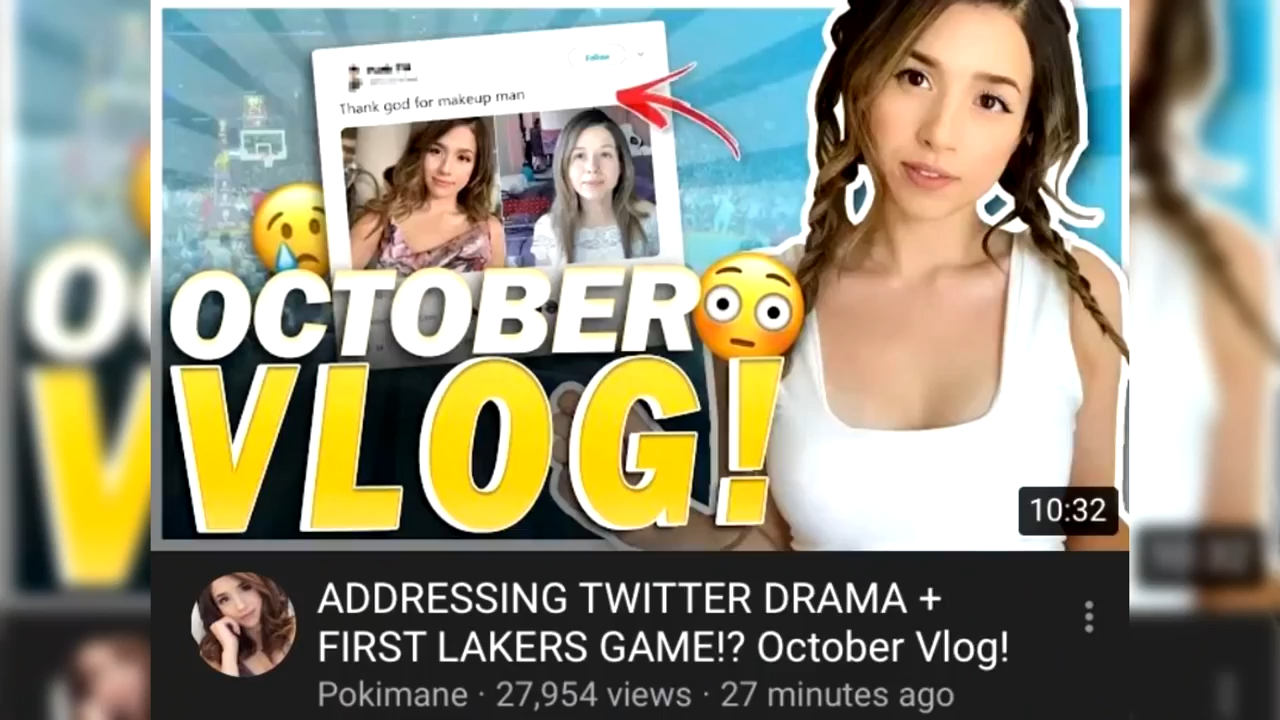 Follow
Thank god for makeup man
OCTOBER
VLOG!
10:32
ADDRESSING TWITTER DRAMA +
FIRST LAKERS GAME!? October Vlog!
Pokimane · 27,954 views · 27 minutes ago